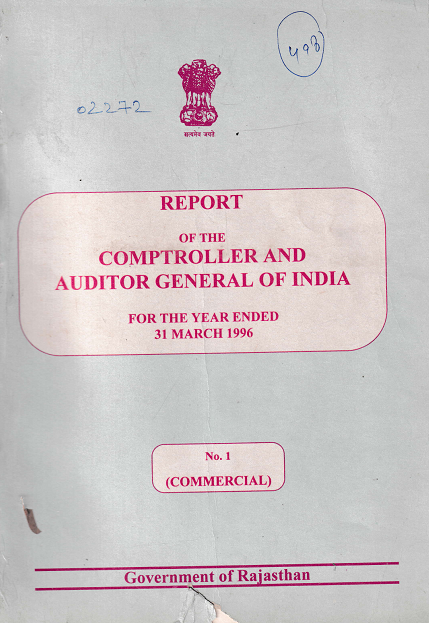 02272
सत्यमेव जयते
REPORT
OF THE
COMPTROLLER AND
AUDITOR GENERAL OF INDIA
FOR THE YEAR ENDED
31 MARCH 1996
No. 1
(COMMERCIAL)
Government of Rajasthan